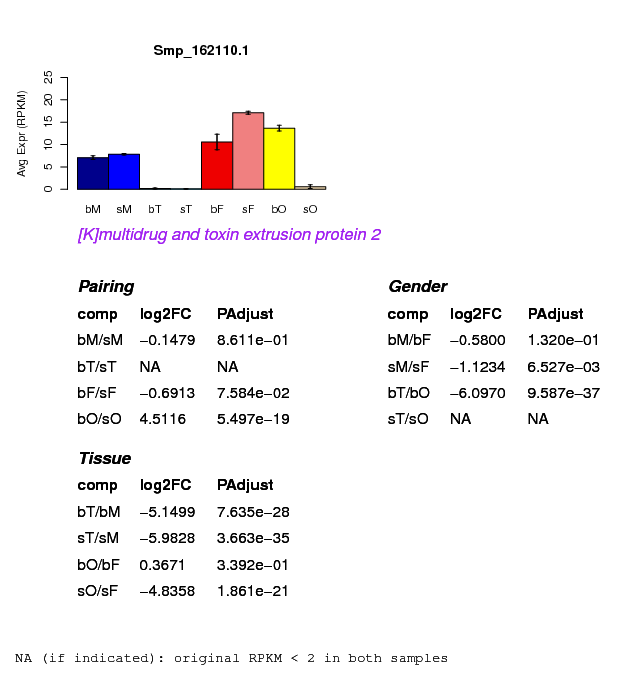 Smp_162110.1
Avg Expr (RPKM)
0 5 10 15 20 25
bM sM bT sT bF sF bO sO
[K]multidrug and toxin extrusion protein 2
Pairing
comp log2FC PAdjust
bM/sM −0.1479 8.611e−01
bT/sT NA NA
bF/sF −0.6913 7.584e−02
bO/sO 4.5116 5.497e−19
Gender
comp log2FC PAdjust
bM/bF −0.5800 1.320e−01
sM/sF −1.1234 6.527e−03
bT/bO −6.0970 9.587e−37
sT/sO NA NA
Tissue
comp log2FC PAdjust
bT/bM −5.1499 7.635e−28
sT/sM −5.9828 3.663e−35
bO/bF 0.3671 3.392e−01
sO/sF −4.8358 1.861e−21
NA (if indicated): original RPKM < 2 in both samples